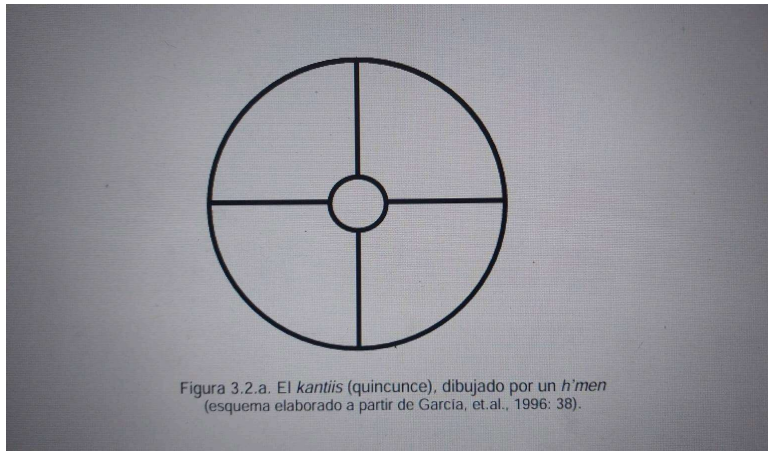 Figura 3.2.a. El kantiis (quincunce), dibujado por un h'men
(esquema elaborado a partir de García, et.al., 1996: 38).